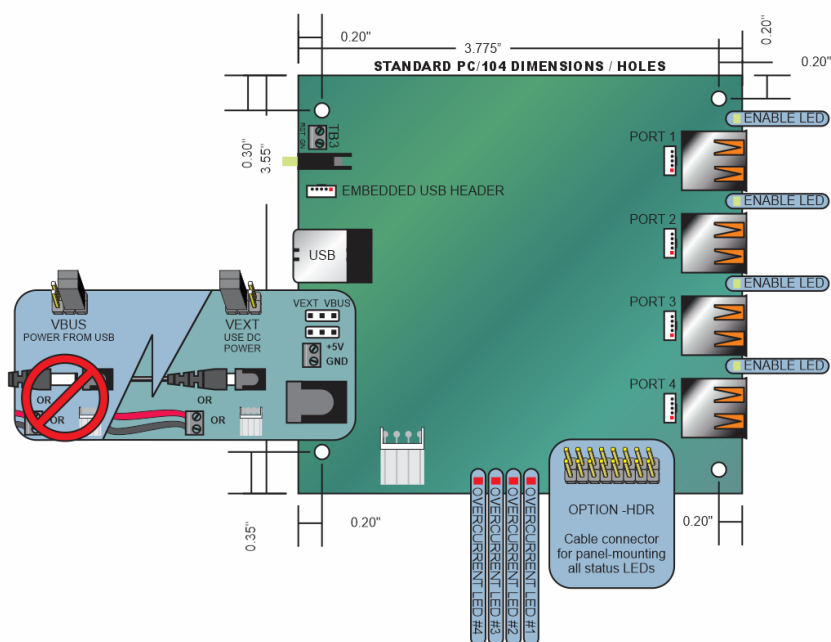 0.20"
3.775"
0.20"
0.20"
STANDARD PC/104 DIMENSIONS / HOLES
ENABLE LED
TB3
RST GN
PORT 1
0.30"
3.55"
EMBEDDED USB HEADER
ENABLE LED
PORT 2
USB
ENABLE LED
PORT 3
VBUS
POWER FROM USB
VEXT
USE DC
POWER
VEXT VBUS
+5V
GND
ENABLE LED
PORT 4
OR
OR
OR
OR
0.35"
0.20"
OVERCURRENT LED #4
OVERCURRENT LED #3
OVERCURRENT LED #2
OVERCURRENT LED #1
OPTION -HDR
Cable connector
for panel-mounting
all status LEDs
0.20"